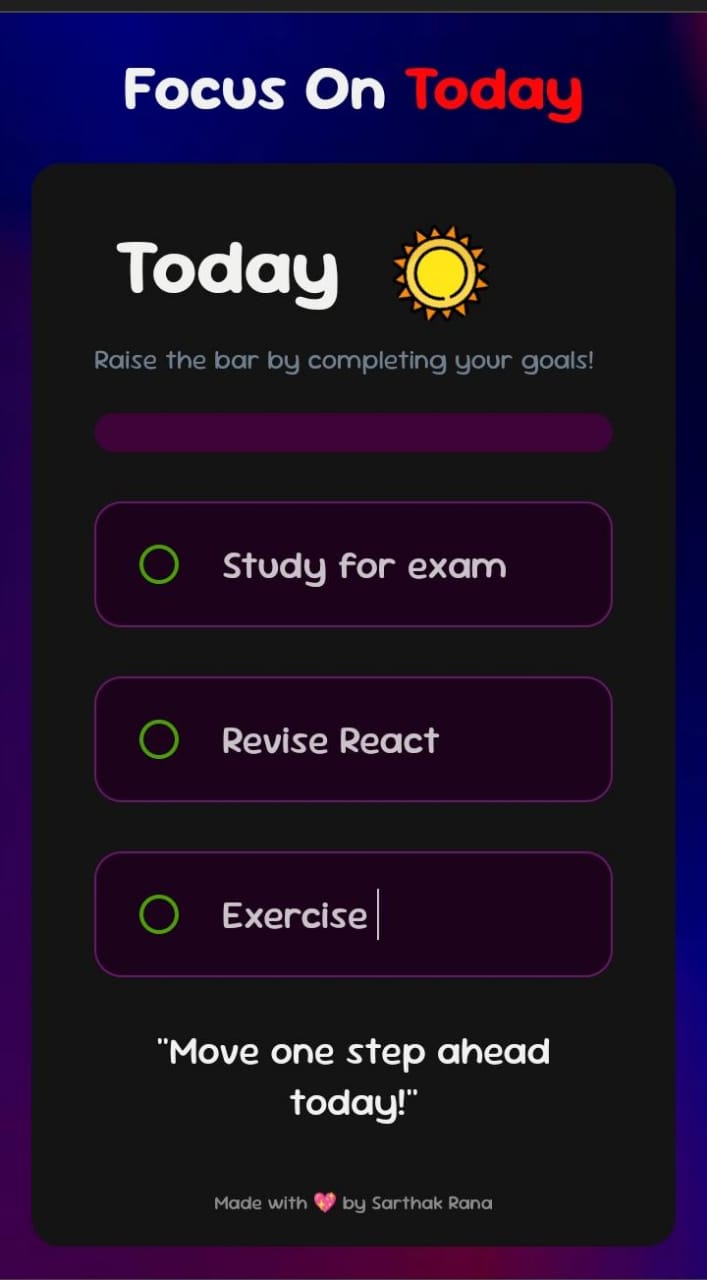 Focus On Today
Today
Raise the bar by completing your goals!
Study for exam
Revise React
Exercise
"Move one step ahead
today!"
Made with 💖 by Sarthak Rana